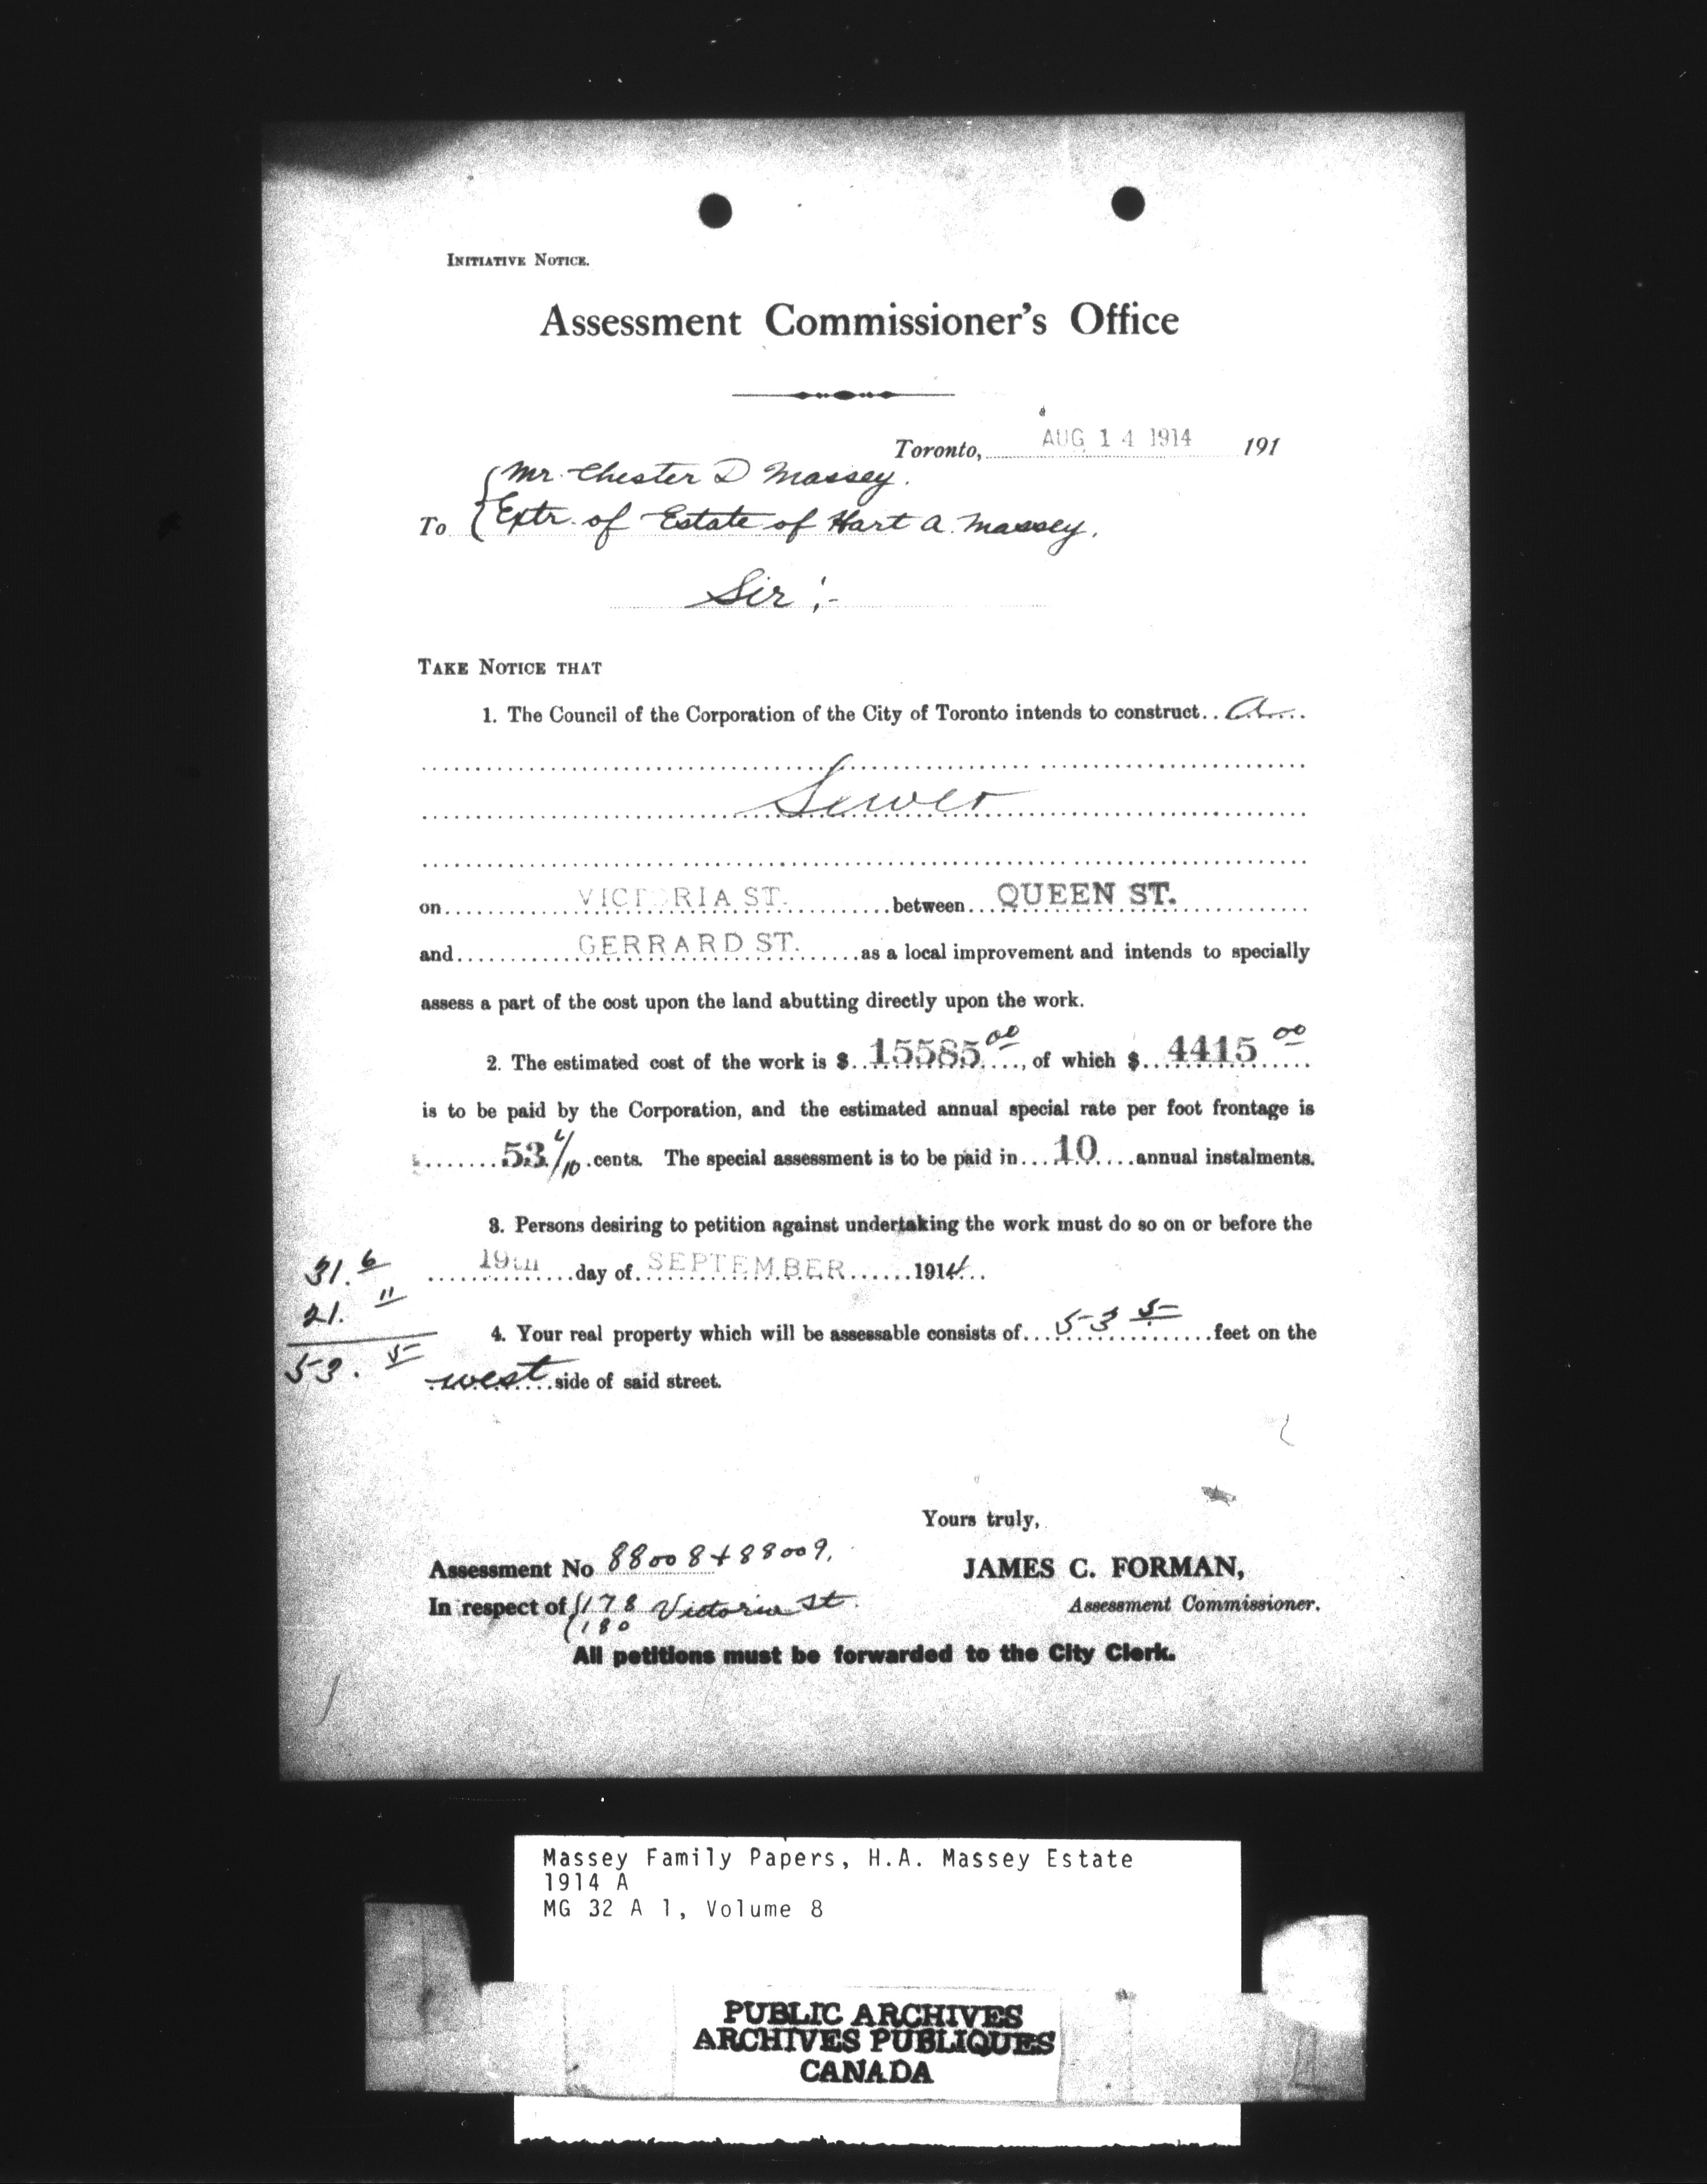 INITIATIVE NOTICE.
Assessment Commissioner's Office
Toronto, AUG 14 1914 191
Mr. Chester D Massey.
To Extr. of Estate of Hart A. Massey.
Sir :-
TAKE NOTICE THAT
1. The Council of the Corporation of the City of Toronto intends to construct a
Sewer
on VICTORIA ST. between QUEEN ST.
and GERRARD ST. as a local improvement and intends to specially
assess a part of the cost upon the land abutting directly upon the work.
2. The estimated cost of the work is $ 15585 00, of which $ 4415 00
is to be paid by the Corporation, and the estimated annual special rate per foot frontage is
53 /10 cents. The special assessment is to be paid in 10 annual instalments.
3. Persons desiring to petition against undertaking the work must do so on or before the
19th day of SEPTEMBER 1914
31. 6
21. 11
53. 5
4. Your real property which will be assessable consists of 53 5 feet on the
west side of said street.
Yours truly,
Assessment No 88008 + 88009.
JAMES C. FORMAN,
In respect of 178 Victoria St.
180
Assessment Commissioner.
All petitions must be forwarded to the City Clerk.
Massey Family Papers, H.A. Massey Estate
1914 A
MG 32 A 1, Volume 8
PUBLIC ARCHIVES
ARCHIVES PUBLIQUES
CANADA